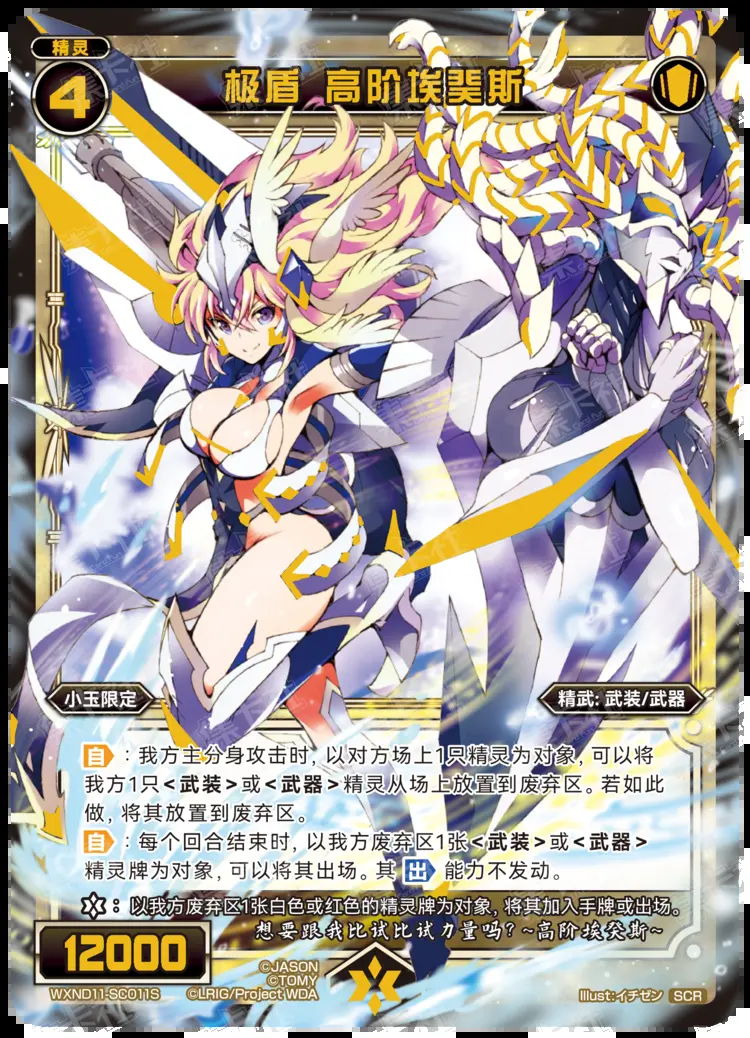 精灵
4
极盾 高阶埃癸斯
小玉限定
精武: 武装/武器
自：我方主分身攻击时, 以对方场上1只精灵为对象, 可以将
我方1只<武装>或<武器>精灵从场上放置到废弃区。若如此
做, 将其放置到废弃区。
自：每个回合结束时, 以我方废弃区1张<武装>或<武器>
精灵牌为对象, 可以将其出场。其 出 能力不发动。
：以我方废弃区1张白色或红色的精灵牌为对象, 将其加入手牌或出场。
想要跟我比试比试力量吗？~高阶埃癸斯~
12000
©JASON
©TOMY
WXND11-SC011S ©LRIG/Project WDA
Illust:イチゼン SCR